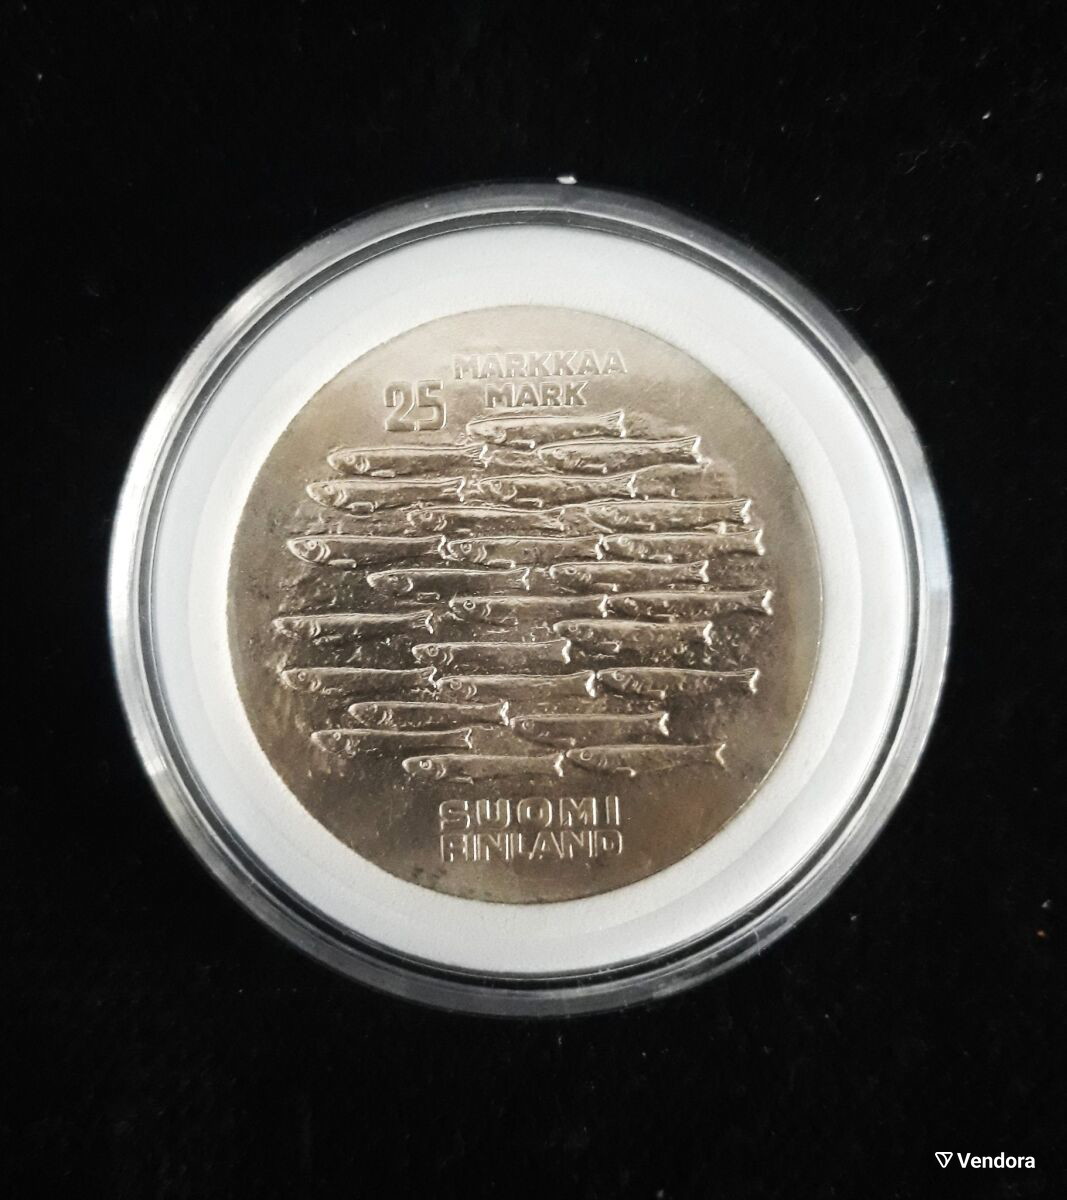 MARKKAA
25 MARK
SUOMI
FINLAND
Vendora